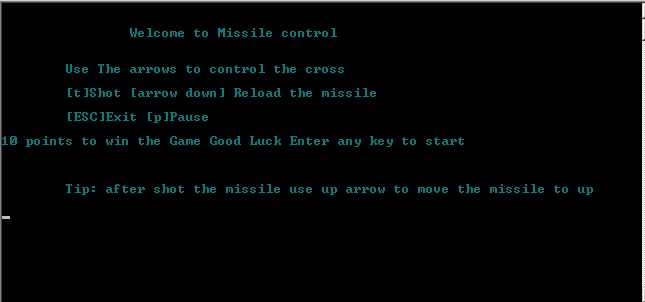 Welcome to Missile control
Use The arrows to control the cross
[t]Shot [arrow down] Reload the missile
[ESC]Exit [p]Pause
10 points to win the Game Good Luck Enter any key to start
Tip: after shot the missile use up arrow to move the missile to up